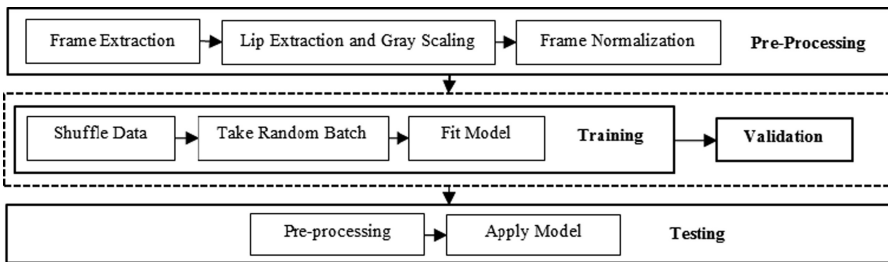 Frame Extraction
Lip Extraction and Gray Scaling
Frame Normalization
Pre-Processing
Shuffle Data
Take Random Batch
Fit Model
Training
Validation
Pre-processing
Apply Model
Testing